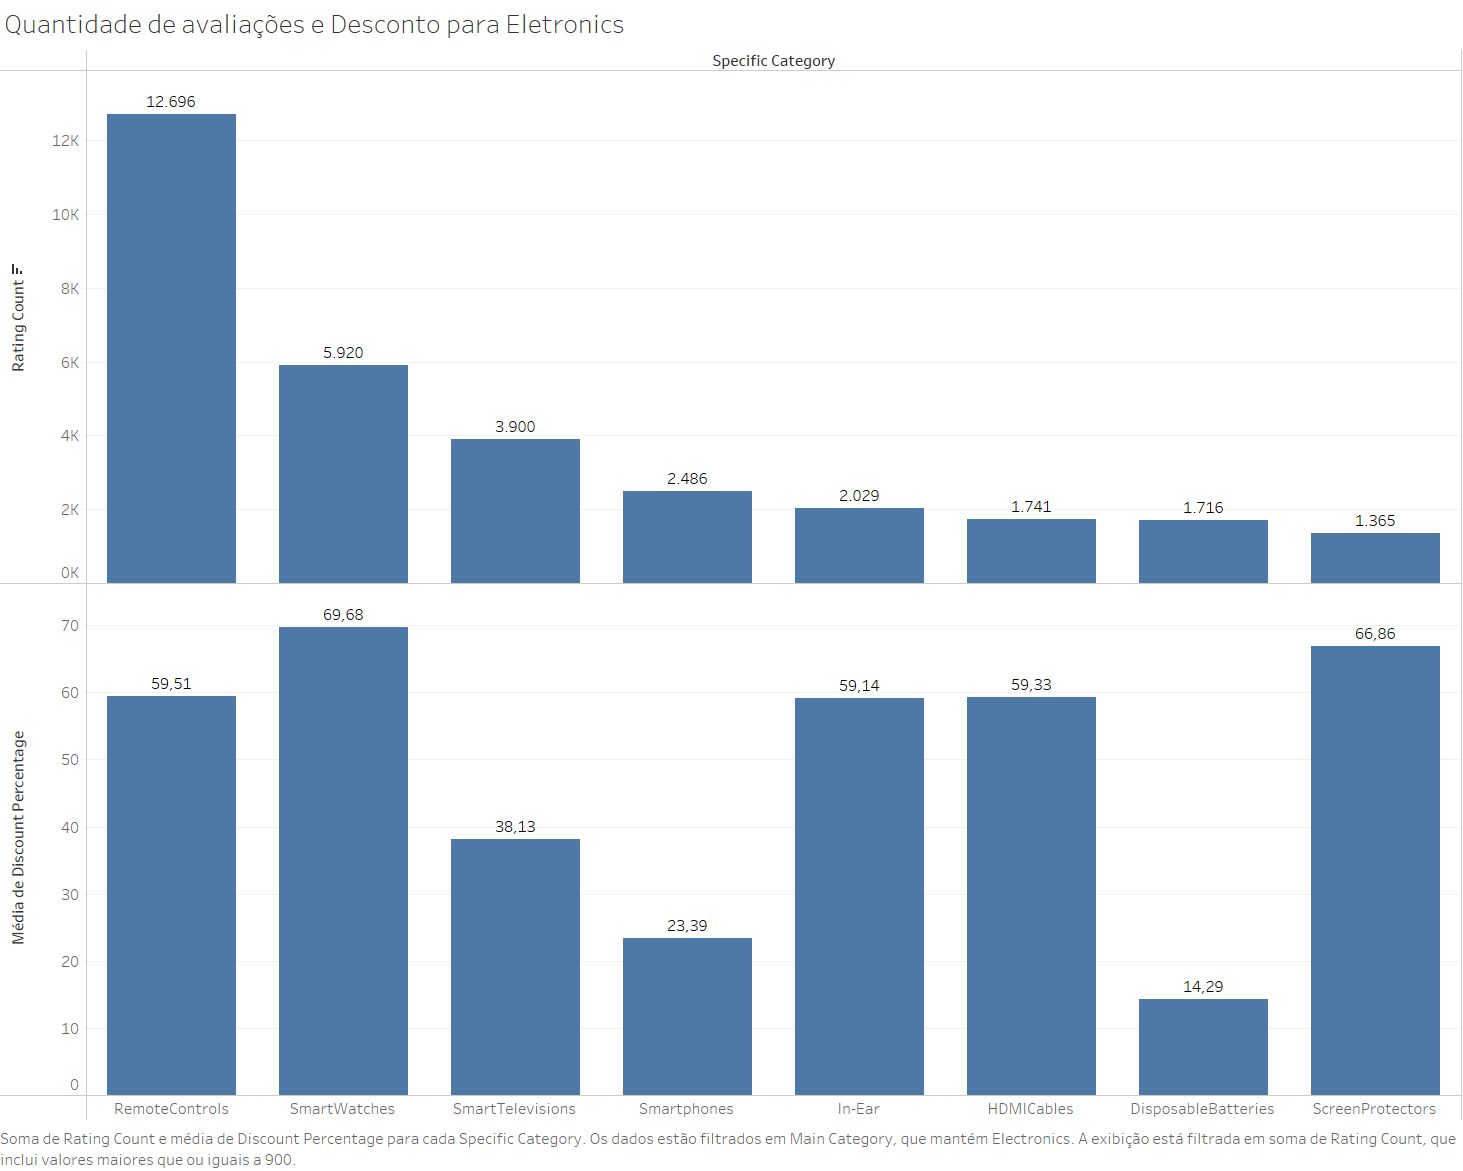 Quantidade de avaliações e Desconto para Eletronics
Specific Category
Rating Count
12K
10K
8K
6K
4K
2K
0K
12.696
5.920
3.900
2.486
2.029
1.741
1.716
1.365
Média de Discount Percentage
70
60
50
40
30
20
10
0
59,51
69,68
38,13
23,39
59,14
59,33
14,29
66,86
RemoteControls
SmartWatches
SmartTelevisions
Smartphones
In-Ear
HDMICables
DisposableBatteries
ScreenProtectors
Soma de Rating Count e média de Discount Percentage para cada Specific Category. Os dados estão filtrados em Main Category, que mantém Electronics. A exibição está filtrada em soma de Rating Count, que
inclui valores maiores que ou iguais a 900.